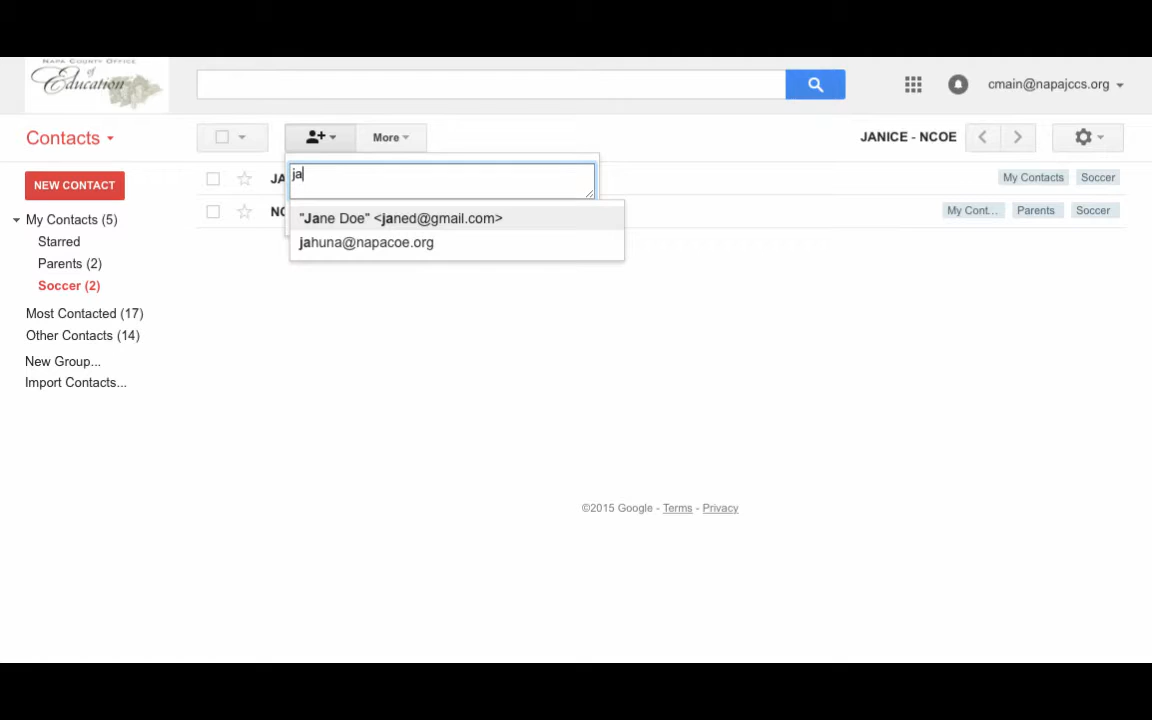 NAPA COUNTY OFFICE
of
Education
cmain@napajccs.org
Contacts
More
JANICE - NCOE
NEW CONTACT
ja
JA
My Contacts Soccer
My Contacts (5)
"Jane Doe" <janed@gmail.com>
NC
My Cont... Parents Soccer
Starred
jahuna@napacoe.org
Parents (2)
Soccer (2)
Most Contacted (17)
Other Contacts (14)
New Group...
Import Contacts...
©2015 Google - Terms - Privacy